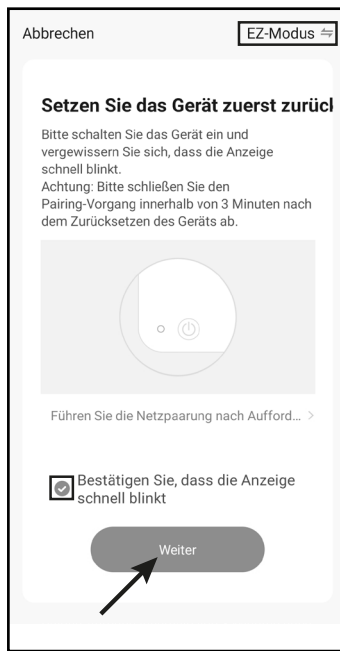 Abbrechen
EZ-Modus
Setzen Sie das Gerät zuerst zurück
Bitte schalten Sie das Gerät ein und
vergewissern Sie sich, dass die Anzeige
schnell blinkt.
Achtung: Bitte schließen Sie den
Pairing-Vorgang innerhalb von 3 Minuten nach
dem Zurücksetzen des Geräts ab.
Führen Sie die Netzpaarung nach Aufford...
Bestätigen Sie, dass die Anzeige
schnell blinkt
Weiter